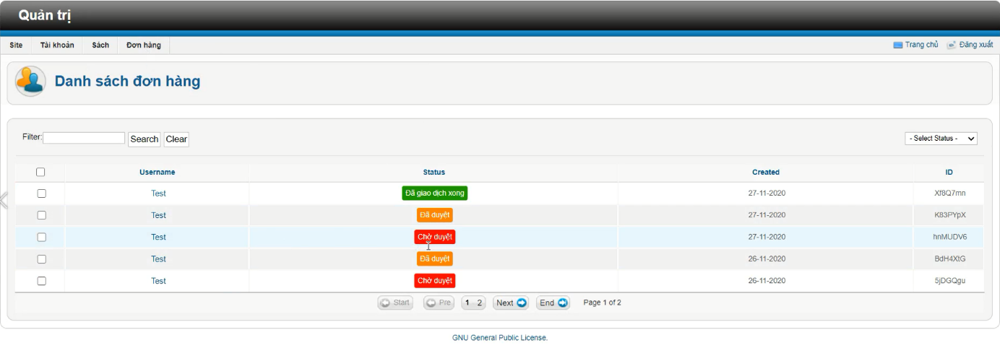 Quản trị
Site Tài khoản Sách Đơn hàng Trang chủ Đăng xuất
Danh sách đơn hàng
Filter: Search Clear - Select Status -
Username Status Created ID
Test Đã giao dịch xong 27-11-2020 Xf8Q7mn
Test Đã duyệt 27-11-2020 K83PYpX
Test Chờ duyệt 27-11-2020 hnMUDV6
Test Đã duyệt 26-11-2020 BdH4XtG
Test Chờ duyệt 26-11-2020 5jDGQgu
Start Pre 1 2 Next End Page 1 of 2
GNU General Public License.